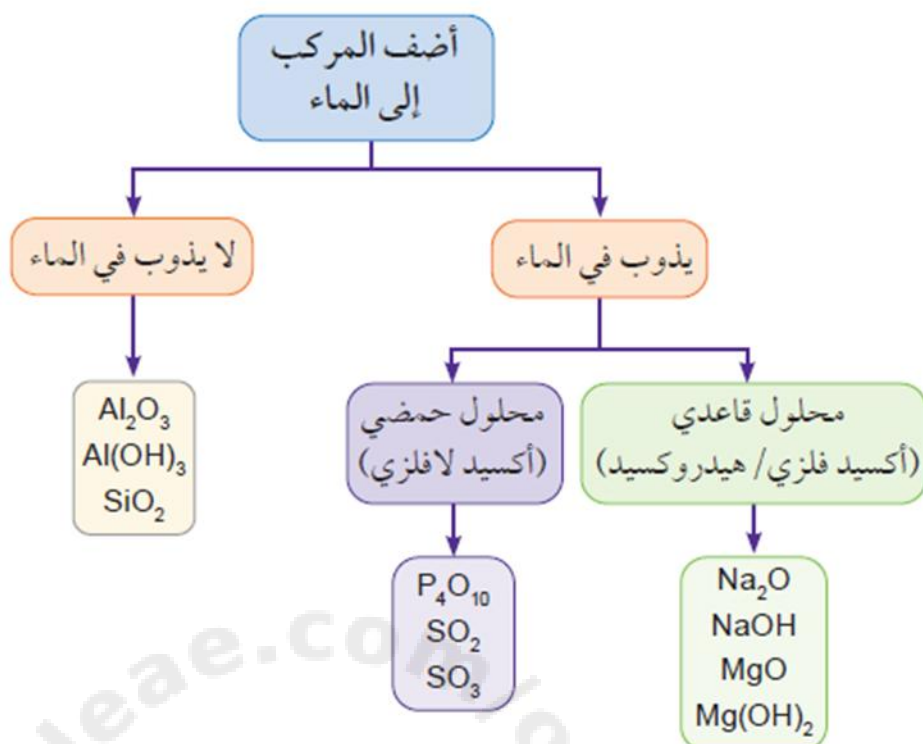 أضف المركب
إلى الماء
يذوب في الماء
لا يذوب في الماء
محلول قاعدي
(أكسيد فلزي/ هيدروكسيد)
محلول حمضي
(أكسيد لافلزي)
Al₂O₃
Al(OH)₃
SiO₂
Na₂O
NaOH
MgO
Mg(OH)₂
P₄O₁₀
SO₂
SO₃